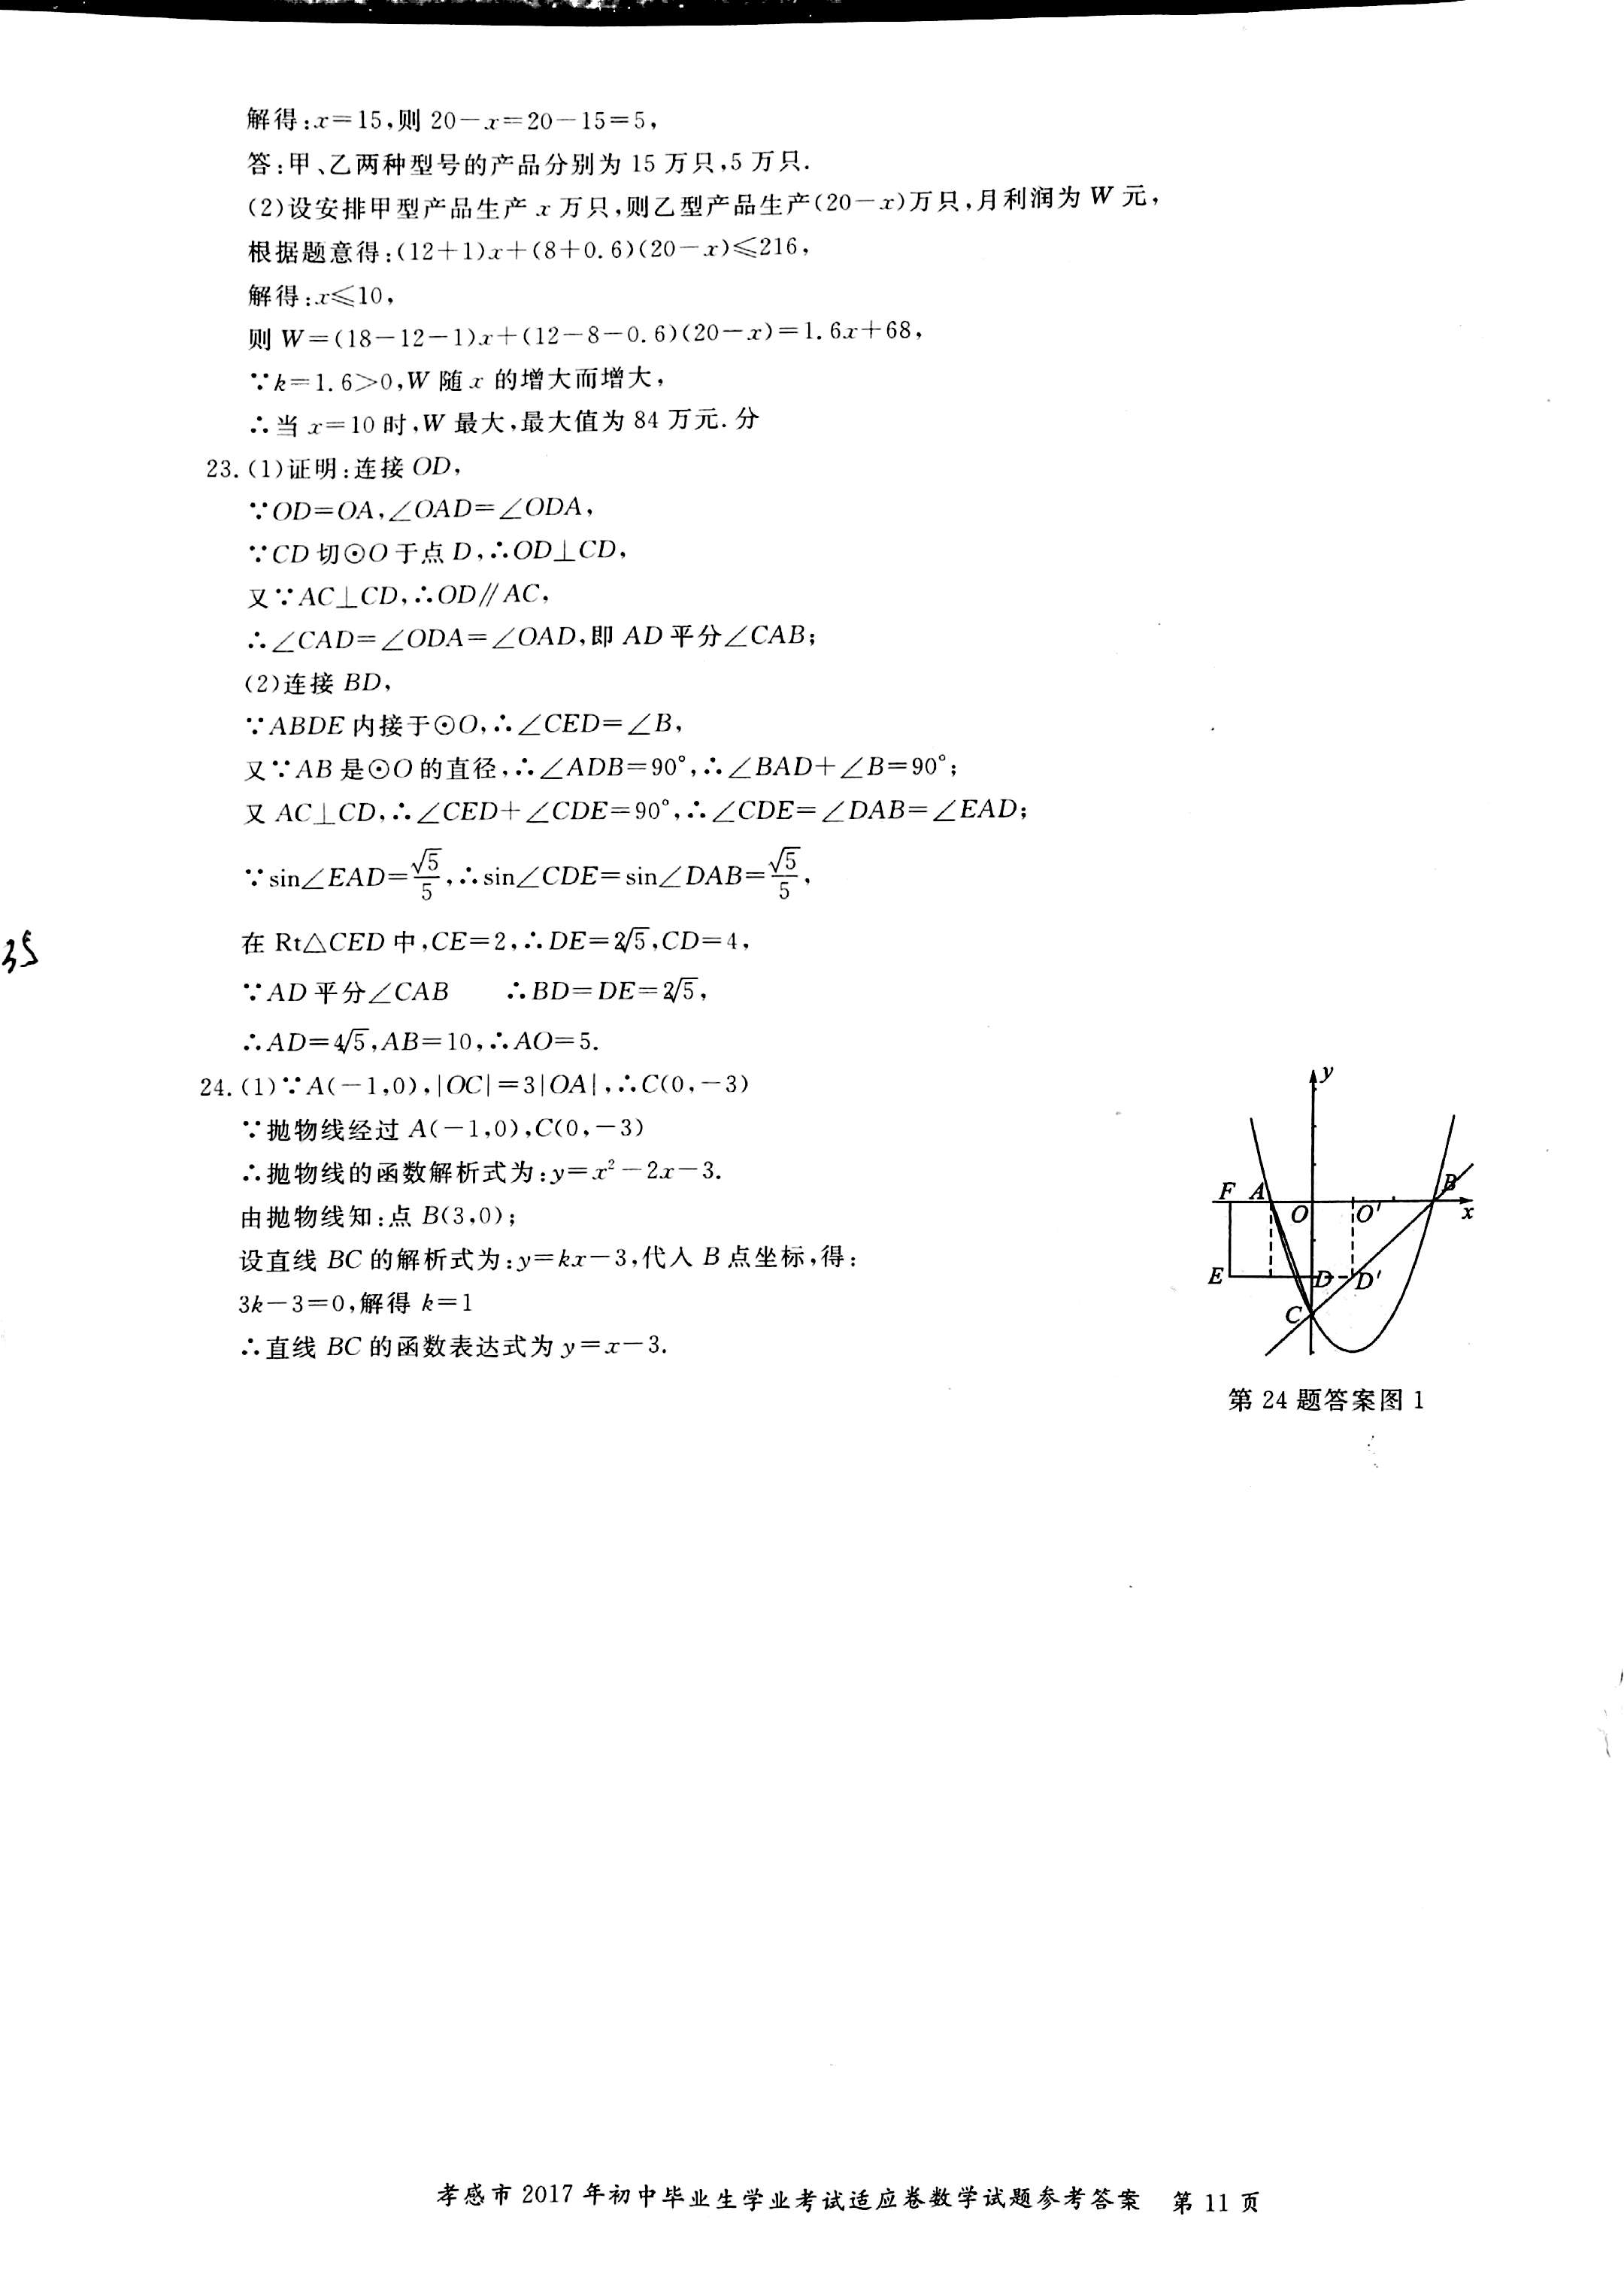 解得:x=15,则 20-x=20-15=5,
答:甲、乙两种型号的产品分别为 15 万只,5 万只.
(2)设安排甲型产品生产 x 万只,则乙型产品生产(20-x)万只,月利润为 W 元,
根据题意得:(12+1)x+(8+0.6)(20-x)≤216,
解得:x≤10,
则 W=(18-12-1)x+(12-8-0.6)(20-x)=1.6x+68,
∵k=1.6>0,W 随 x 的增大而增大,
∴当 x=10 时,W 最大,最大值为 84 万元.分
23.(1)证明:连接 OD,
∵OD=OA,∠OAD=∠ODA,
∵CD 切⊙O 于点 D,∴OD⊥CD,
又∵AC⊥CD,∴OD∥AC,
∴∠CAD=∠ODA=∠OAD,即 AD 平分∠CAB;
(2)连接 BD,
∵ABDE 内接于⊙O,∴∠CED=∠B,
又∵AB 是⊙O 的直径,∴∠ADB=90°,∴∠BAD+∠B=90°;
又 AC⊥CD,∴∠CED+∠CDE=90°,∴∠CDE=∠DAB=∠EAD;
∵sin∠EAD=√5/5,∴sin∠CDE=sin∠DAB=√5/5,
在 Rt△CED 中,CE=2,∴DE=2√5,CD=4,
∵AD 平分∠CAB ∴BD=DE=2√5,
∴AD=4√5,AB=10,∴AO=5.
24.(1)∵A(-1,0),|OC|=3|OA|,∴C(0,-3)
∵抛物线经过 A(-1,0),C(0,-3)
∴抛物线的函数解析式为:y=x²-2x-3.
由抛物线知:点 B(3,0);
设直线 BC 的解析式为:y=kx-3,代人 B 点坐标,得:
3k-3=0,解得 k=1
∴直线 BC 的函数表达式为 y=x-3.
35
y
F A B
O O' x
E D D'
C
第 24 题答案图 1
孝感市 2017 年初中毕业生学业考试适应卷数学试题参考答案 第 11 页